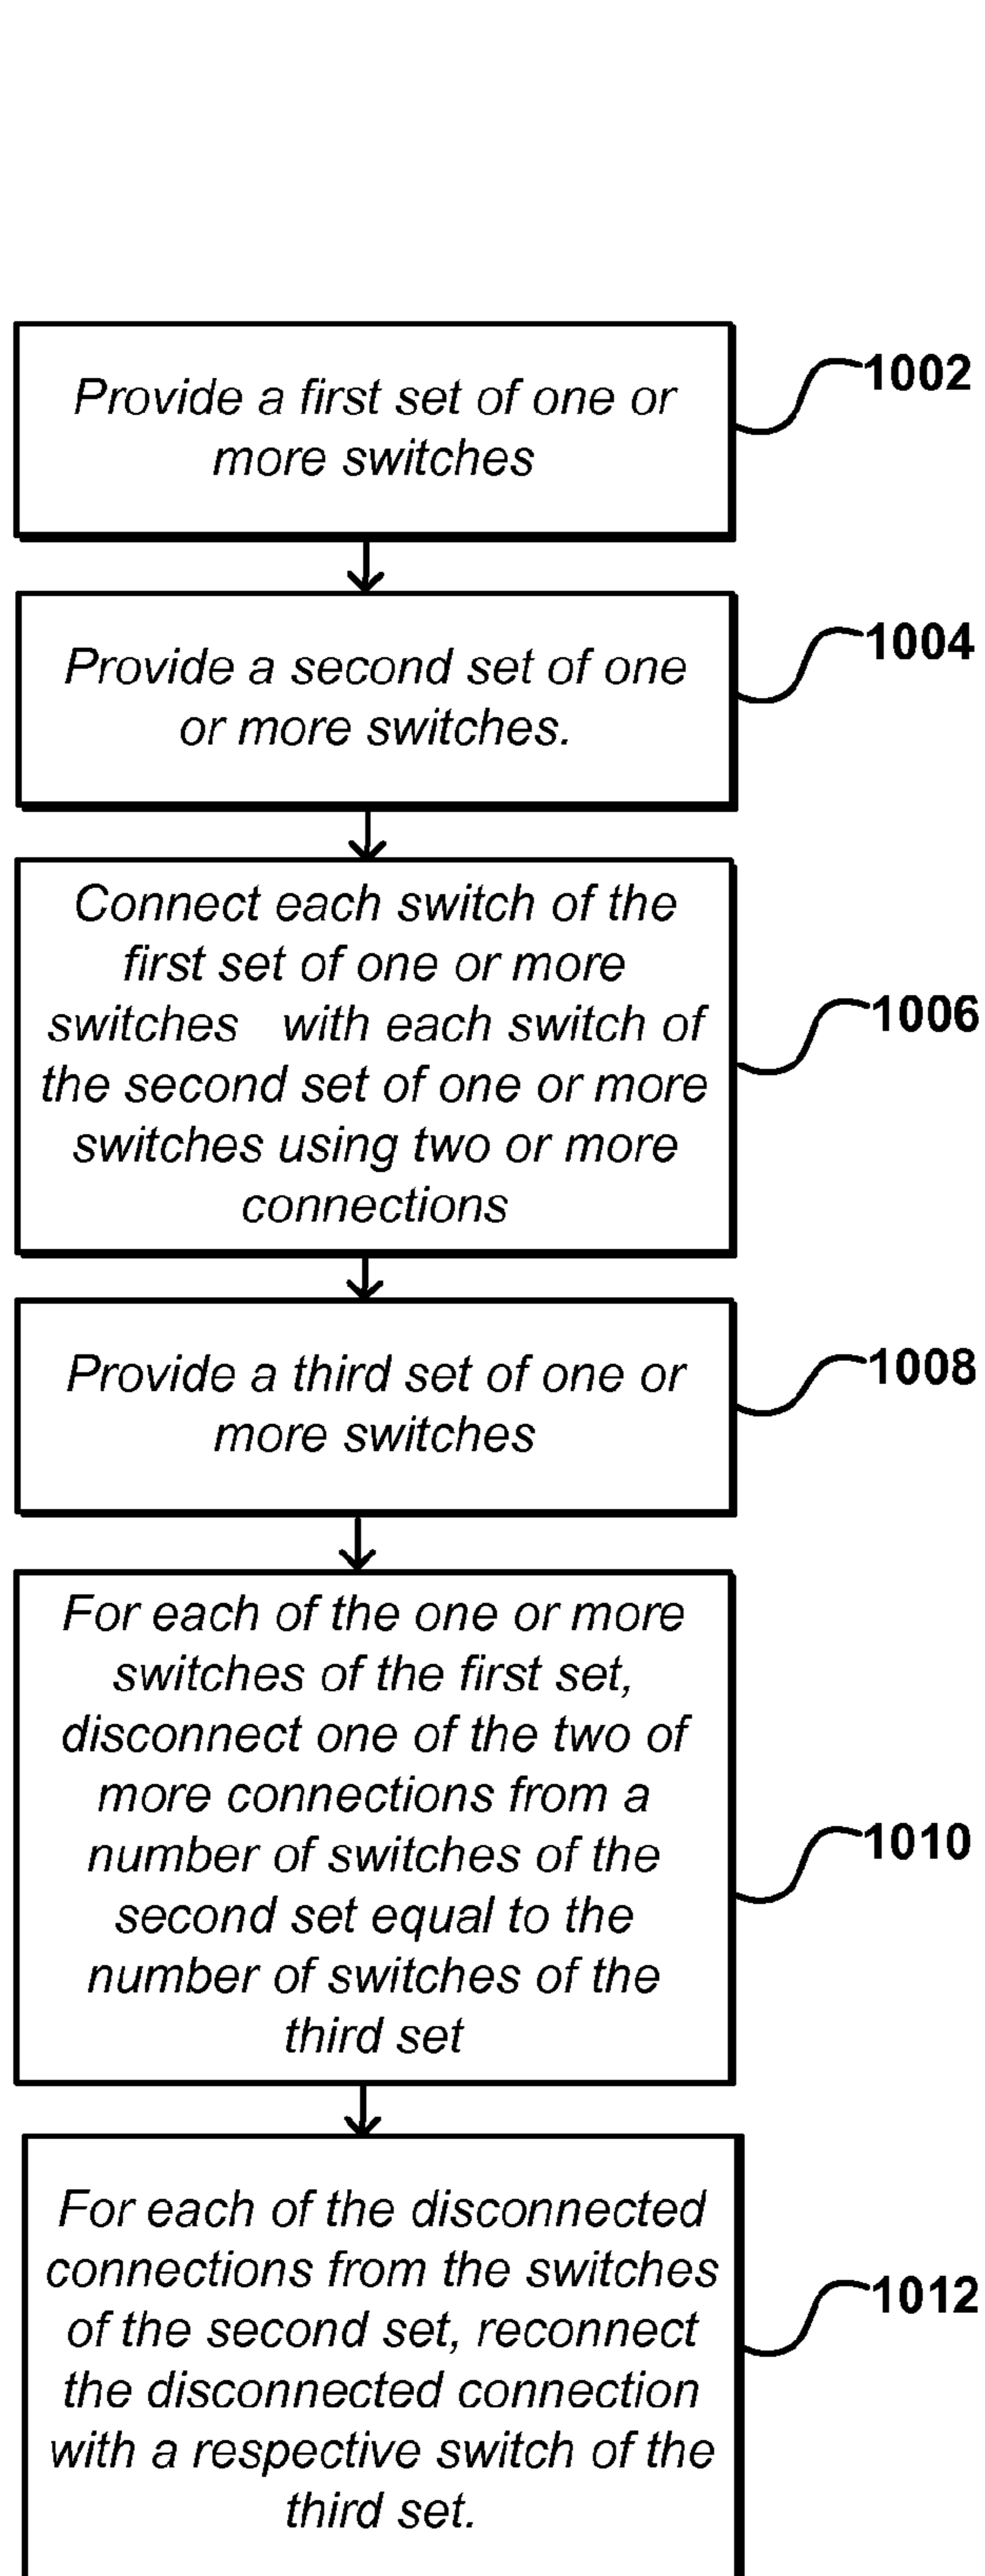 Provide a first set of one or
more switches
1002
Provide a second set of one
or more switches.
1004
Connect each switch of the
first set of one or more
switches   with each switch of
the second set of one or more
switches using two or more
connections
1006
Provide a third set of one or
more switches
1008
For each of the one or more
switches of the first set,
disconnect one of the two of
more connections from a
number of switches of the
second set equal to the
number of switches of the
third set
1010
For each of the disconnected
connections from the switches
of the second set, reconnect
the disconnected connection
with a respective switch of the
third set.
1012